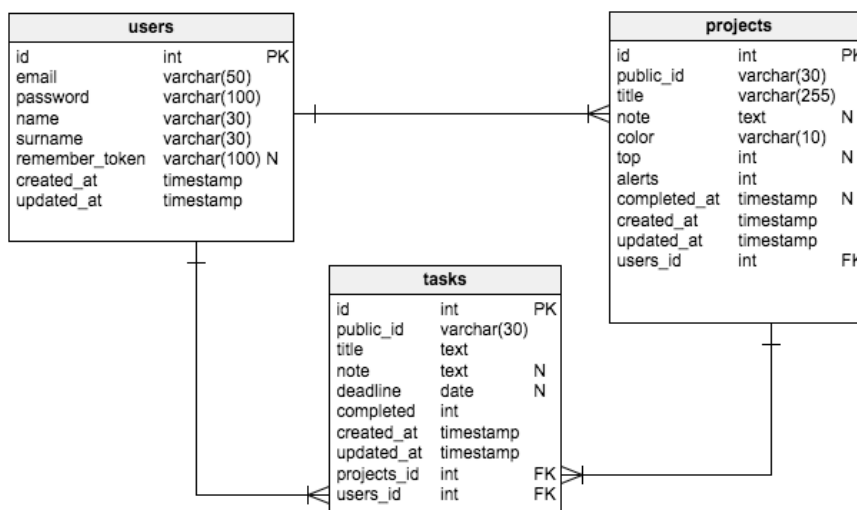 users
id int PK
email varchar(50)
password varchar(100)
name varchar(30)
surname varchar(30)
remember_token varchar(100) N
created_at timestamp
updated_at timestamp
projects
id int PK
public_id varchar(30)
title varchar(255)
note text N
color varchar(10)
top int N
alerts int
completed_at timestamp N
created_at timestamp
updated_at timestamp
users_id int FK
tasks
id int PK
public_id varchar(30)
title text
note text N
deadline date N
completed int
created_at timestamp
updated_at timestamp
projects_id int FK
users_id int FK